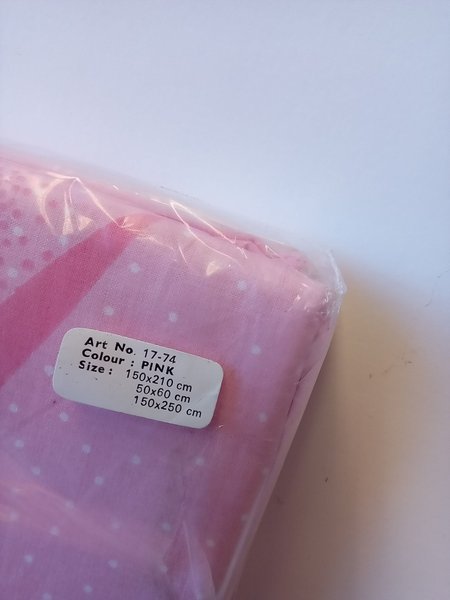 Art No. 17-74
Colour : PINK
Size : 150x210 cm
50x60 cm
150x250 cm